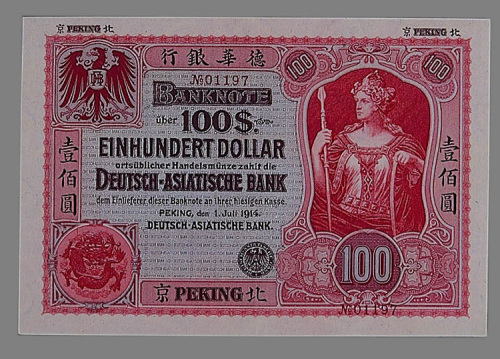 京 PEKING 北
京 PEKING 北
行銀華德
№01197
100
100
BANKNOTE
über 100$.
EINHUNDERT DOLLAR
ortsüblicher Handelsmünze zahlt die
DEUTSCH-ASIATISCHE BANK
dem Einlieferer dieser Banknote an ihrer hiesigen Kasse.
PEKING, den 1. Juli 1914.
DEUTSCH-ASIATISCHE BANK.
壹佰圓
壹佰圓
100
京 PEKING 北
№01197